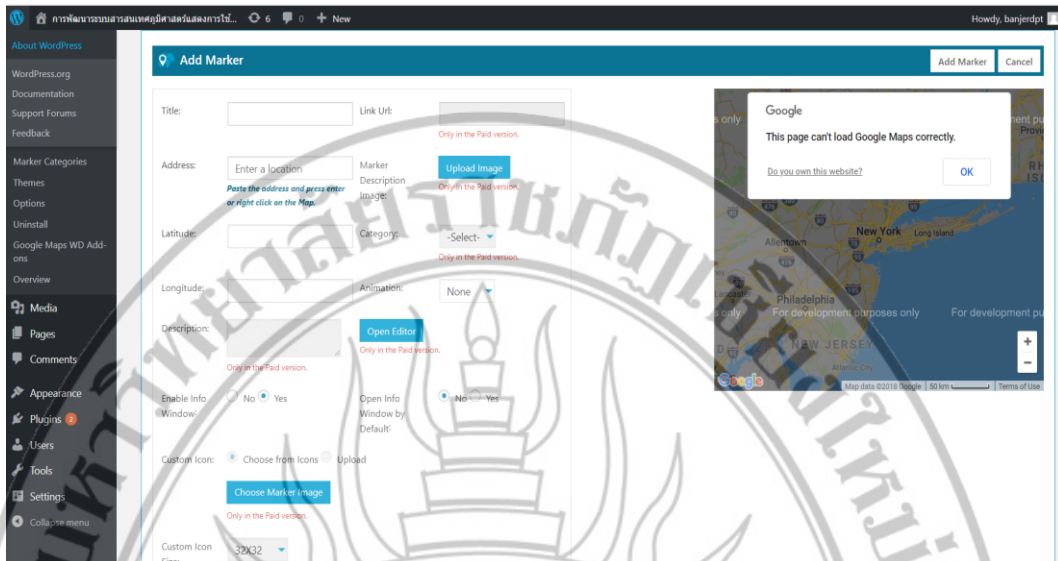 การพัฒนาระบบสารสนเทศภูมิศาสตร์แสดงการใช้... 6 0 + New
Howdy, banjerdpt
About WordPress
WordPress.org
Documentation
Support Forums
Feedback
Marker Categories
Themes
Options
Uninstall
Google Maps WD Add-
ons
Overview
Media
Pages
Comments
Appearance
Plugins 2
Users
Tools
Settings
Collapse menu
Add Marker
Add Marker
Cancel
Title:
Link Url:
Only in the Paid version.
Address:
Enter a location
Paste the address and press enter
or right click on the Map.
Marker
Description
Image:
Upload Image
Only in the Paid version.
Latitude:
Category:
-Select-
Only in the Paid version.
Longitude:
Animation:
None
Description:
Only in the Paid version.
Open Editor
Only in the Paid version.
Enable Info
Window:
No Yes
Open Info
Window by
Default:
No Yes
Custom Icon:
Choose from Icons Upload
Choose Marker Image
Only in the Paid version.
Custom Icon
32X32
Google
This page can't load Google Maps correctly.
Do you own this website?
OK
s only
New York
Long Island
Allentown
Lancaster
Philadelphia
s only
For development purposes only
For development pu
NEW JERSEY
Atlantic City
+
−
Google
Map data ©2018 Google
50 km
Terms of Use